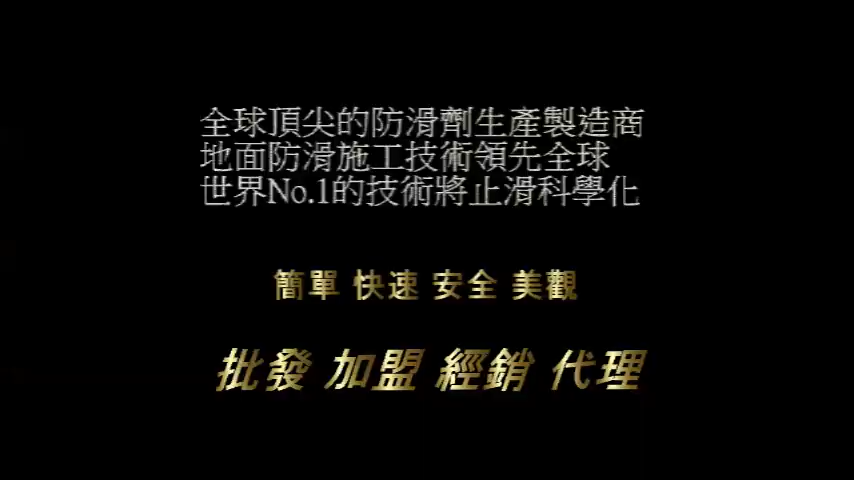 全球頂尖的防滑劑生產製造商
地面防滑施工技術領先全球
世界No.1的技術將止滑科學化
簡單 快速 安全 美觀
批發 加盟 經銷 代理